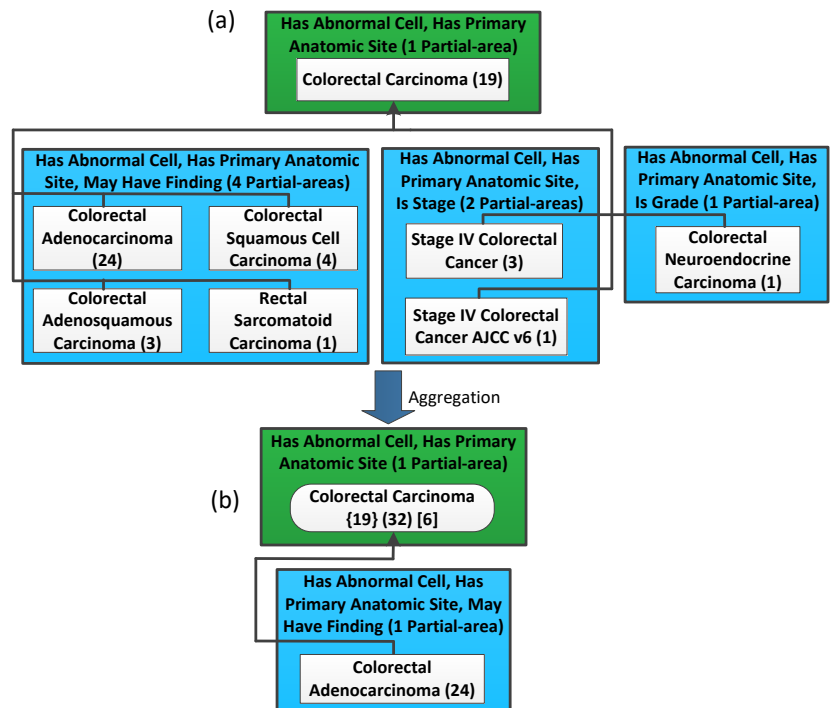 (a)
Has Abnormal Cell, Has Primary
Anatomic Site (1 Partial-area)
Colorectal Carcinoma (19)
Has Abnormal Cell, Has Primary Anatomic
Site, May Have Finding (4 Partial-areas)
Colorectal
Adenocarcinoma
(24)
Colorectal
Squamous Cell
Carcinoma (4)
Colorectal
Adenosquamous
Carcinoma (3)
Rectal
Sarcomatoid
Carcinoma (1)
Has Abnormal Cell, Has
Primary Anatomic Site,
Is Stage (2 Partial-areas)
Stage IV Colorectal
Cancer (3)
Stage IV Colorectal
Cancer AJCC v6 (1)
Has Abnormal Cell, Has
Primary Anatomic Site,
Is Grade (1 Partial-area)
Colorectal
Neuroendocrine
Carcinoma (1)
Aggregation
(b)
Has Abnormal Cell, Has Primary
Anatomic Site (1 Partial-area)
Colorectal Carcinoma
{19} (32) [6]
Has Abnormal Cell, Has
Primary Anatomic Site, May
Have Finding (1 Partial-area)
Colorectal
Adenocarcinoma (24)